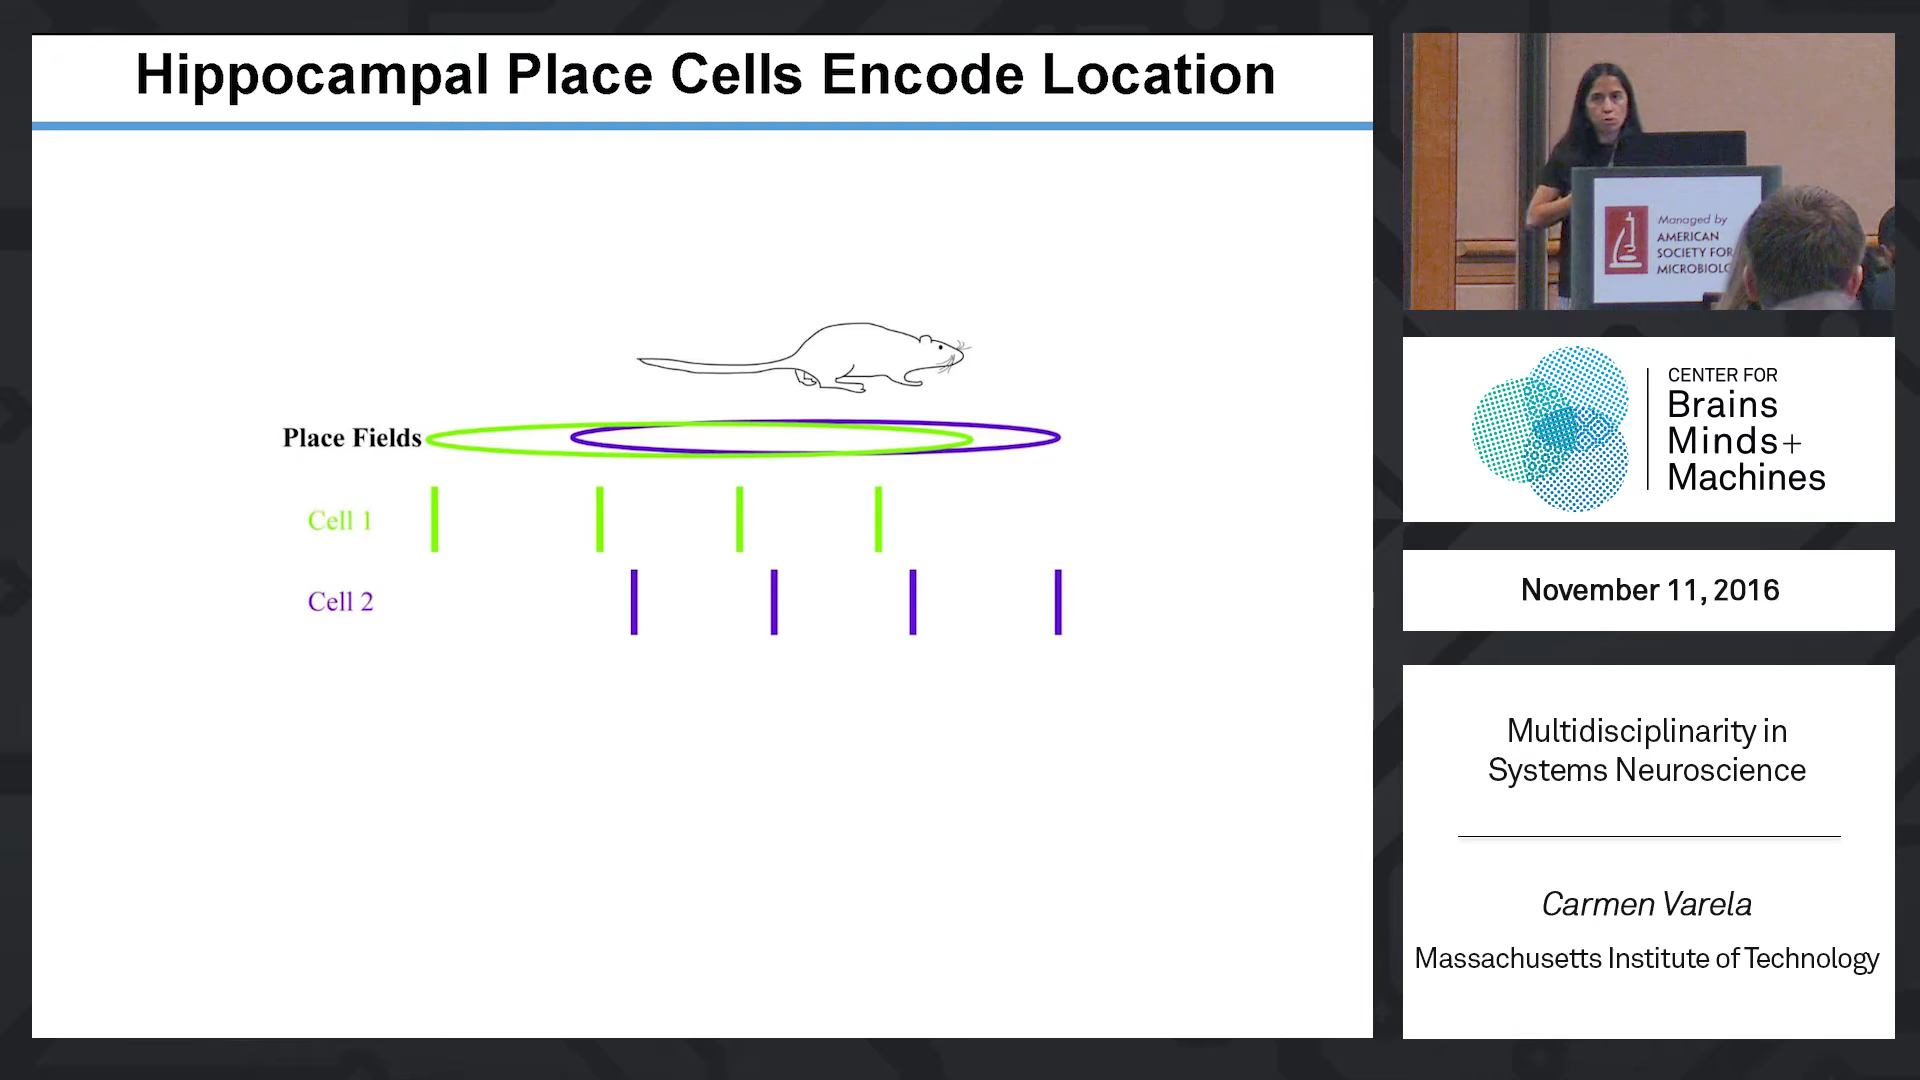 Hippocampal Place Cells Encode Location
Place Fields
Cell 1
Cell 2
Managed by
AMERICAN
SOCIETY FOR
CENTER FOR
Brains
Minds+
Machines
November 11, 2016
Multidisciplinarity in
Systems Neuroscience
Carmen Varela
Massachusetts Institute of Technology